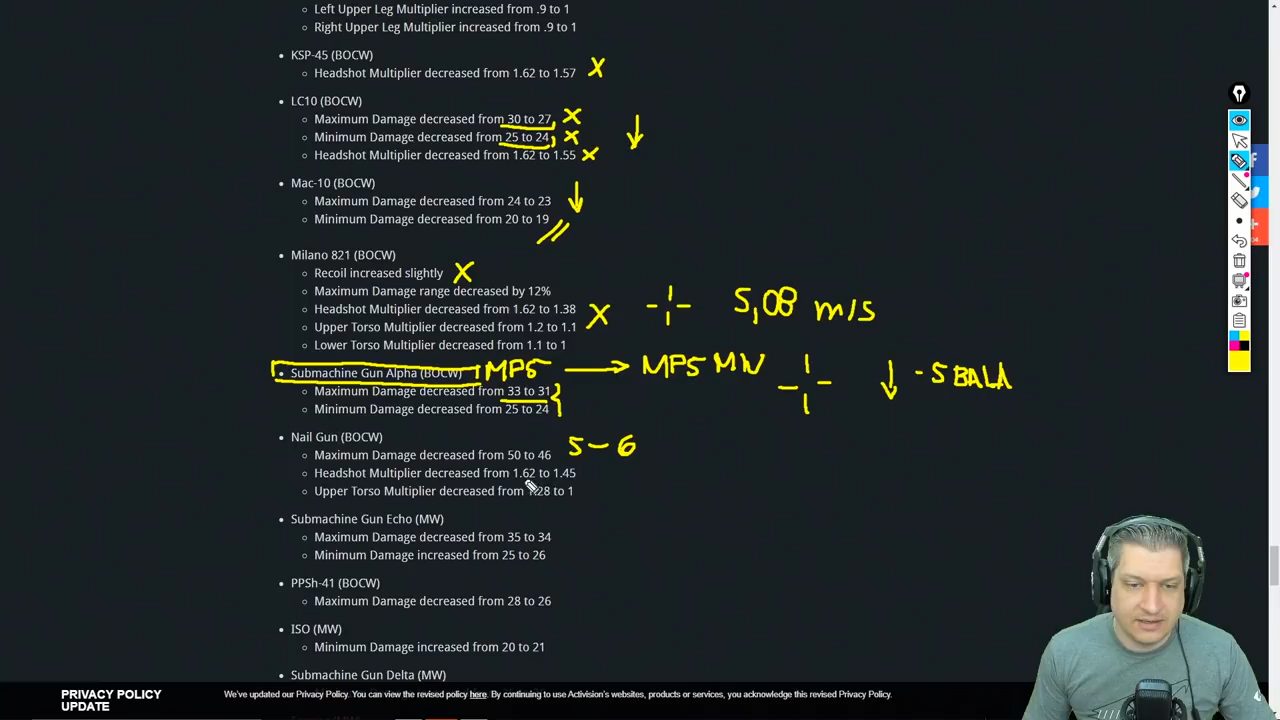 Left Upper Leg Multiplier increased from .9 to 1
Right Upper Leg Multiplier increased from .9 to 1
KSP-45 (BOCW)
Headshot Multiplier decreased from 1.62 to 1.57 X
LC10 (BOCW)
Maximum Damage decreased from 30 to 27 X
Minimum Damage decreased from 25 to 24 X
Headshot Multiplier decreased from 1.62 to 1.55 X
Mac-10 (BOCW)
Maximum Damage decreased from 24 to 23
Minimum Damage decreased from 20 to 19
Milano 821 (BOCW)
Recoil increased slightly X
Maximum Damage range decreased by 12%
Headshot Multiplier decreased from 1.62 to 1.38 X 5,08 m/s
Upper Torso Multiplier decreased from 1.2 to 1.1
Lower Torso Multiplier decreased from 1.1 to 1
Submachine Gun Alpha (BOCW) MP5 → MP5 MW ↓ -5 BALA
Maximum Damage decreased from 33 to 31
Minimum Damage decreased from 25 to 24
Nail Gun (BOCW)
Maximum Damage decreased from 50 to 46 5-6
Headshot Multiplier decreased from 1.62 to 1.45
Upper Torso Multiplier decreased from 1.28 to 1
Submachine Gun Echo (MW)
Maximum Damage decreased from 35 to 34
Minimum Damage increased from 25 to 26
PPSh-41 (BOCW)
Maximum Damage decreased from 28 to 26
ISO (MW)
Minimum Damage increased from 20 to 21
Submachine Gun Delta (MW)
PRIVACY POLICY
UPDATE
We've updated our Privacy Policy. You can view the revised policy here. By continuing to use Activision's websites, products or services, you acknowledge this revised Privacy Policy.